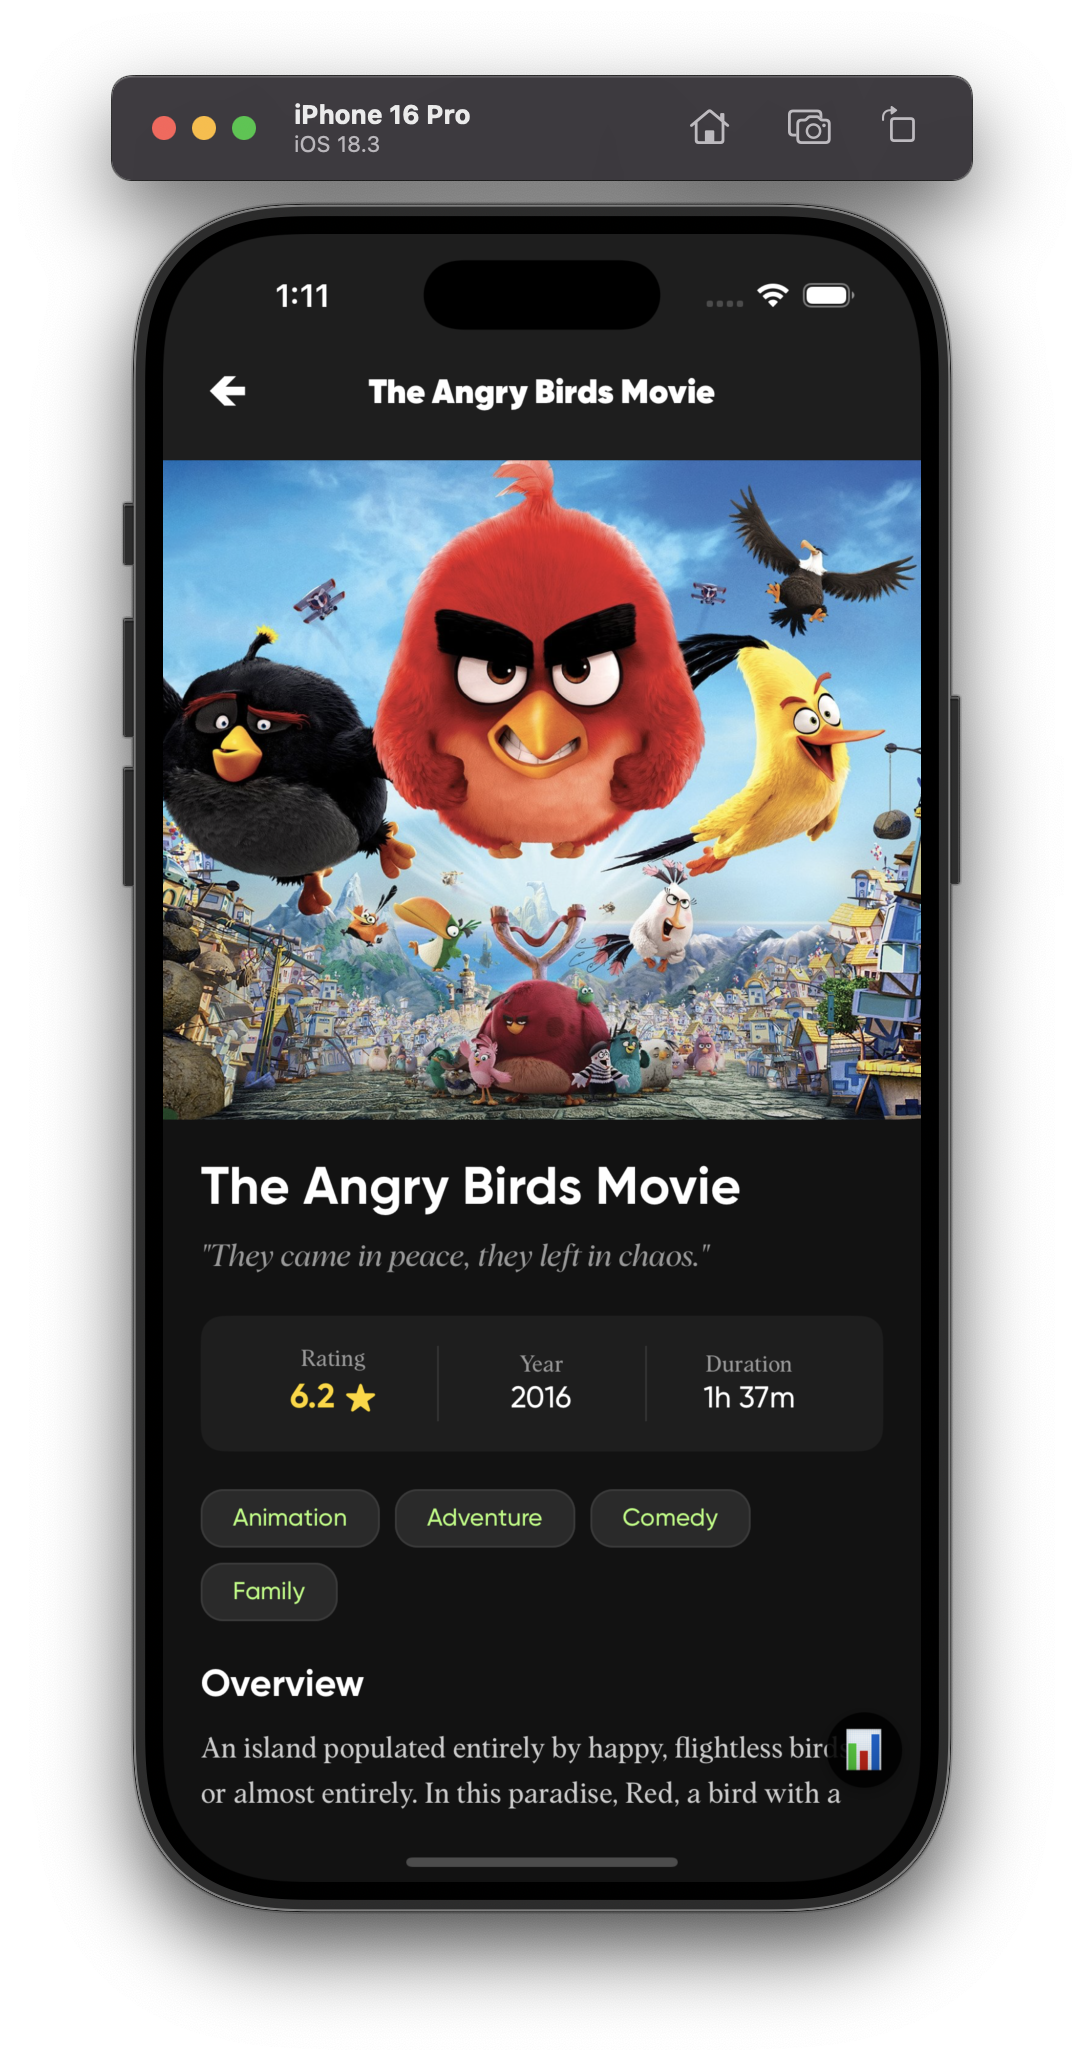 iPhone 16 Pro
iOS 18.3
1:11
The Angry Birds Movie
The Angry Birds Movie
"They came in peace, they left in chaos."
Rating
6.2
Year
2016
Duration
1h 37m
Animation
Adventure
Comedy
Family
Overview
An island populated entirely by happy, flightless birds
or almost entirely. In this paradise, Red, a bird with a